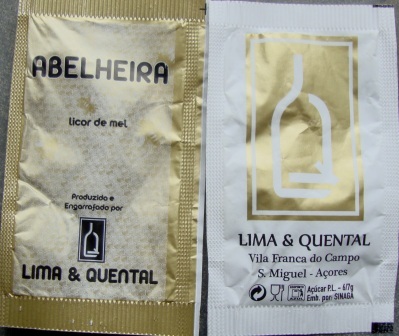 ABELHEIRA
licor de mel
Produzido e
Engarrafado por
LIMA & QUENTAL
LIMA & QUENTAL
Vila Franca do Campo
S. Miguel - Açores
Açúcar P.L. - 6/7g
Emb. por: SINAGA